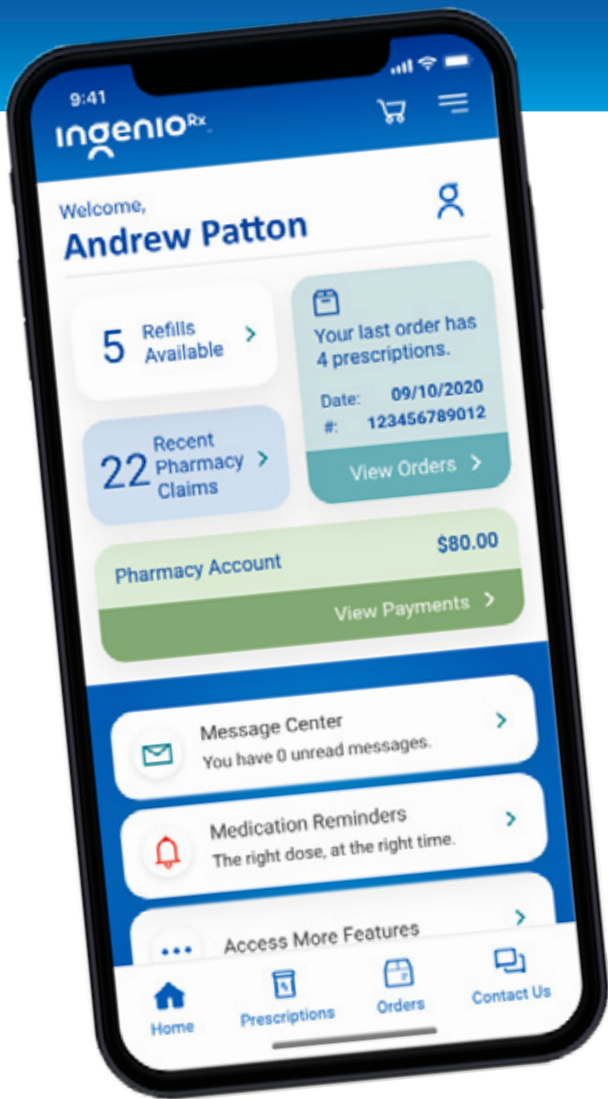 9:41
IngenioRx
Welcome,
Andrew Patton
5 Refills
Available
Your last order has
4 prescriptions.
Date: 09/10/2020
#: 123456789012
View Orders
22 Recent
Pharmacy
Claims
Pharmacy Account $80.00
View Payments
Message Center
You have 0 unread messages.
Medication Reminders
The right dose, at the right time.
Access More Features
Home Prescriptions Orders Contact Us